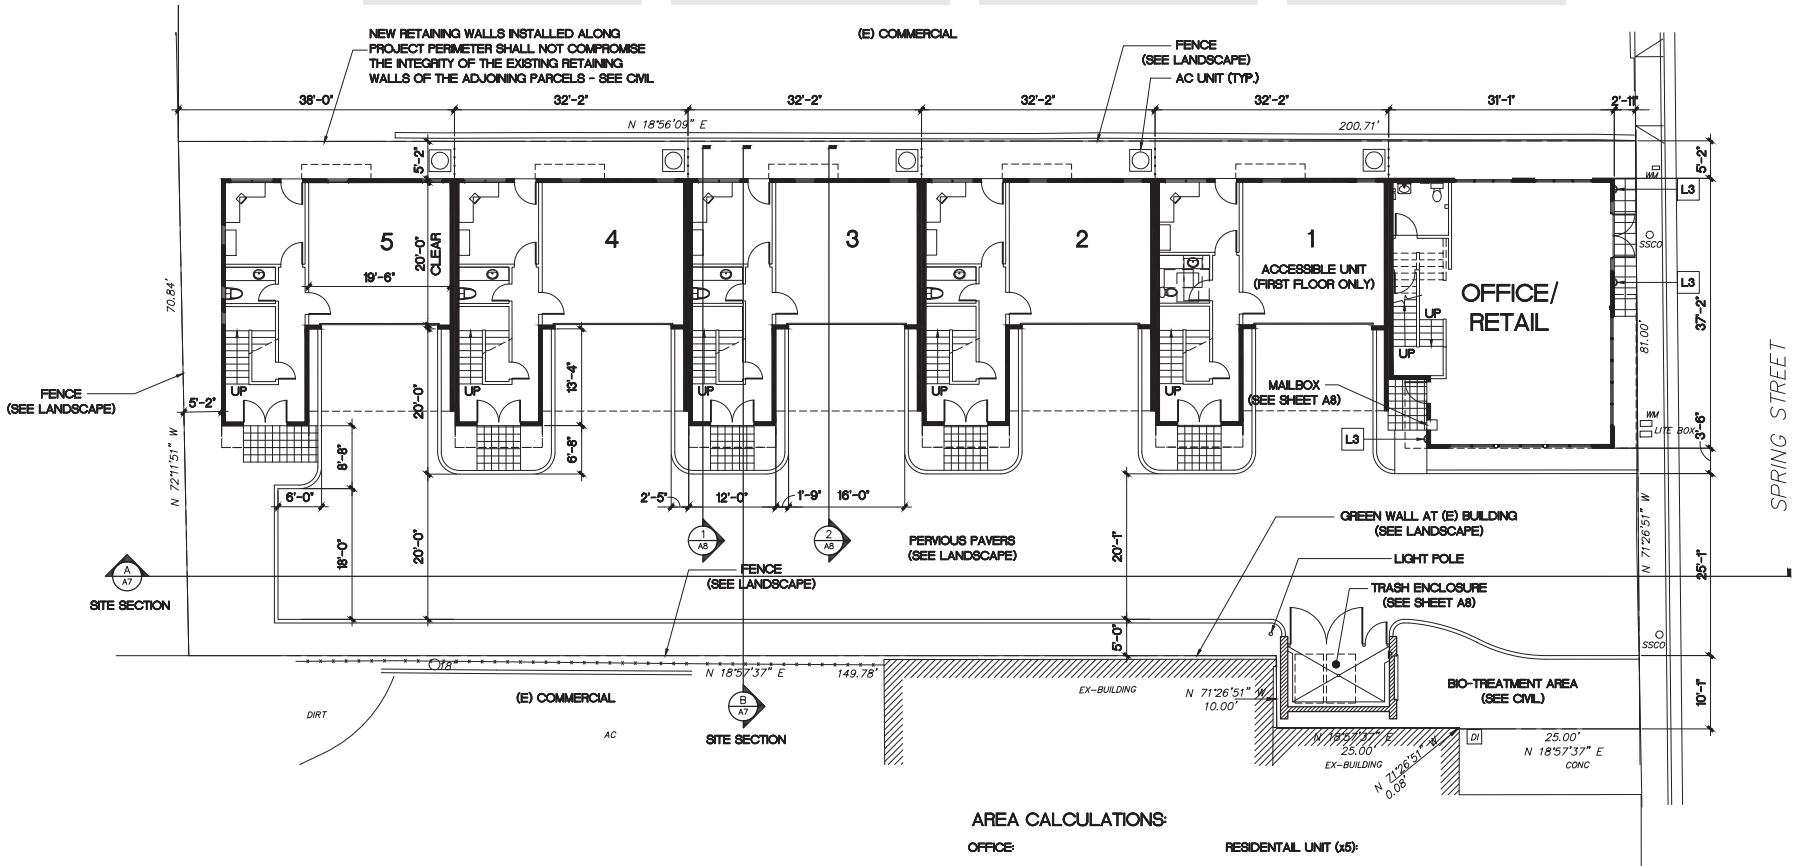 NEW RETAINING WALLS INSTALLED ALONG
PROJECT PERIMETER SHALL NOT COMPROMISE
THE INTEGRITY OF THE EXISTING RETAINING
WALLS OF THE ADJOINING PARCELS - SEE CIVIL
(E) COMMERCIAL
FENCE
(SEE LANDSCAPE)
AC UNIT (TYP.)
38'-0"
32'-2"
32'-2"
32'-2"
32'-2"
31'-1"
2'-11"
N 18°56'09" E
200.71'
5'-2"
5'-2"
WM
L3
5
4
3
2
1
20'-0"
CLEAR
19'-6"
ACCESSIBLE UNIT
(FIRST FLOOR ONLY)
OFFICE/
RETAIL
SSCO
L3
37'-2"
70.84'
81.00'
UP
UP
UP
UP
UP
UP
UP
FENCE
(SEE LANDSCAPE)
5'-2"
20'-0"
13'-4"
MAILBOX
(SEE SHEET A8)
L3
WM
LITE BOX
3'-6"
SPRING STREET
N 72°11'51" W
8'-8"
6'-8"
6'-0"
2'-5"
12'-0"
1'-9"
16'-0"
1
A8
2
A8
18'-0"
20'-0"
PERVIOUS PAVERS
(SEE LANDSCAPE)
20'-1"
GREEN WALL AT (E) BUILDING
(SEE LANDSCAPE)
LIGHT POLE
N 71°26'51" W
25'-1"
A
A7
SITE SECTION
FENCE
(SEE LANDSCAPE)
TRASH ENCLOSURE
(SEE SHEET A8)
5'-0"
SSCO
18"
N 18°57'37" E
149.78'
(E) COMMERCIAL
B
A7
SITE SECTION
DIRT
AC
EX-BUILDING
N 71°26'51" W
10.00'
BIO-TREATMENT AREA
(SEE CIVIL)
10'-1"
N 18°57'37" E
25.00'
EX-BUILDING
N 71°26'51" W
0.08'
DI
25.00'
N 18°57'37" E
CONC
AREA CALCULATIONS:
OFFICE:
RESIDENTAIL UNIT (x5):